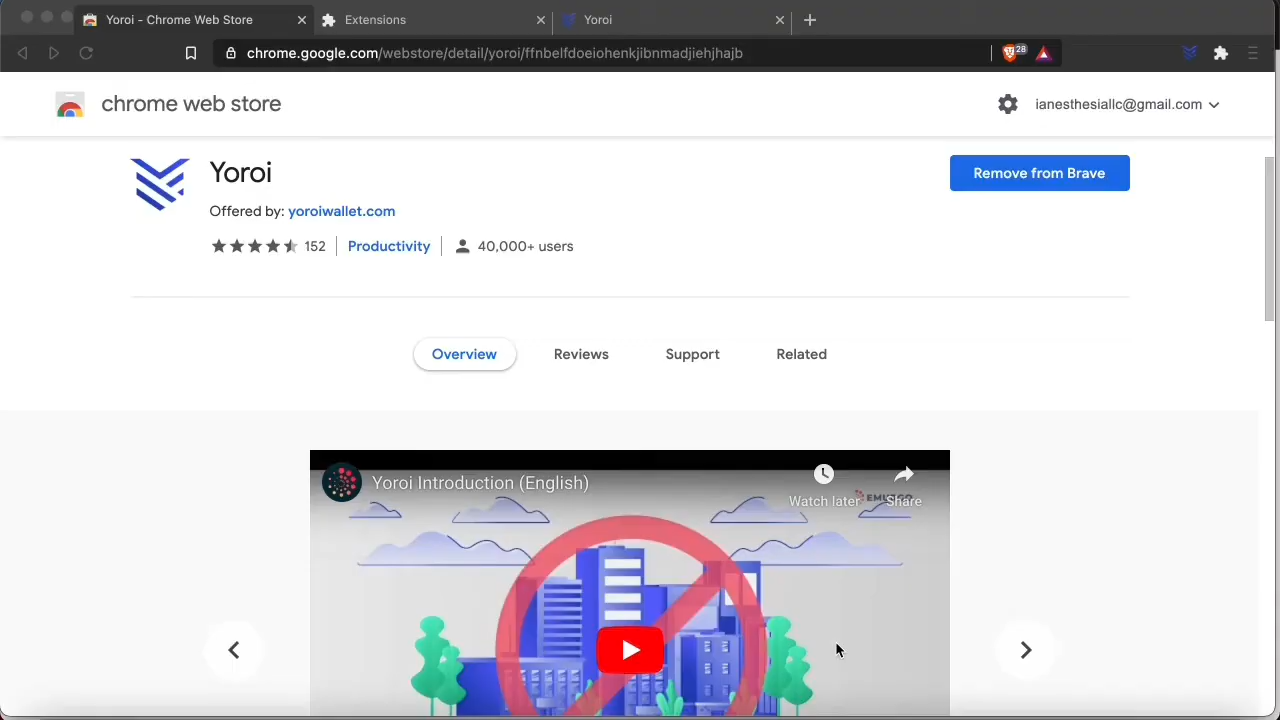 Yoroi - Chrome Web Store
Extensions
Yoroi
chrome.google.com/webstore/detail/yoroi/ffnbelfdoeiohenkjibnmadjiehjhajb
28
chrome web store
ianesthesiallc@gmail.com
Yoroi
Remove from Brave
Offered by: yoroiwallet.com
152
Productivity
40,000+ users
Overview
Reviews
Support
Related
Yoroi Introduction (English)
Watch later
Share
EMURGO